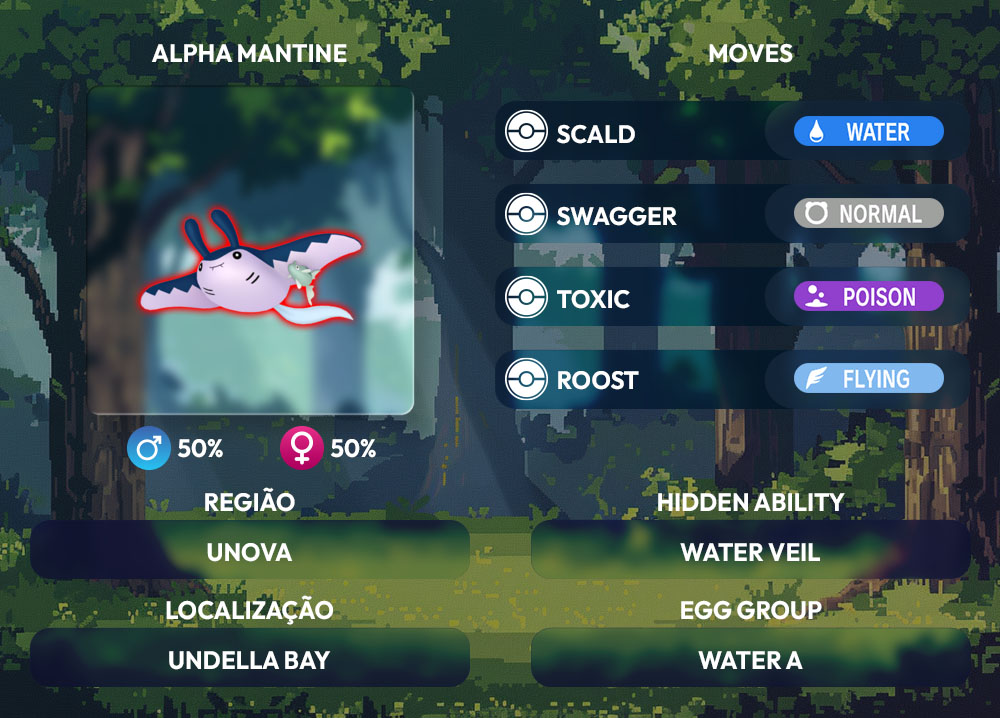 ALPHA MANTINE
50%
50%
REGIÃO
UNOVA
LOCALIZAÇÃO
UNDELLA BAY
MOVES
SCALD
WATER
SWAGGER
NORMAL
TOXIC
POISON
ROOST
FLYING
HIDDEN ABILITY
WATER VEIL
EGG GROUP
WATER A